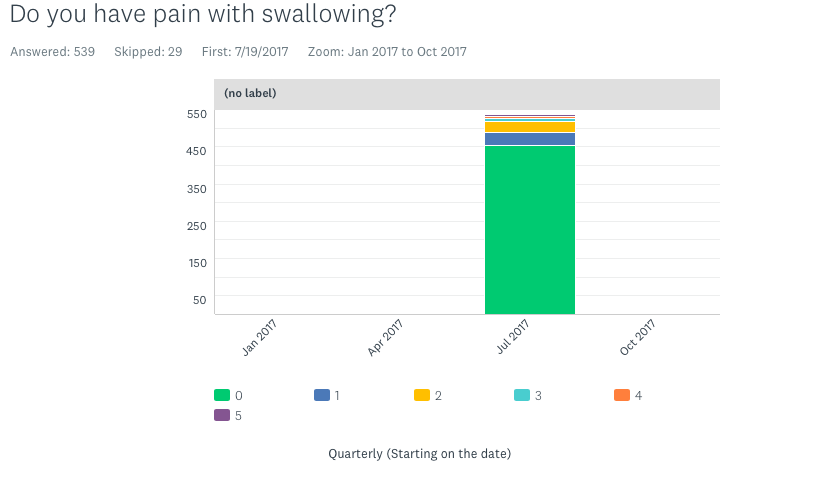 Do you have pain with swallowing?
Answered: 539 Skipped: 29 First: 7/19/2017 Zoom: Jan 2017 to Oct 2017
(no label)
550
450
350
250
150
50
Jan 2017 Apr 2017 Jul 2017 Oct 2017
0 1 2 3 4
5
Quarterly (Starting on the date)